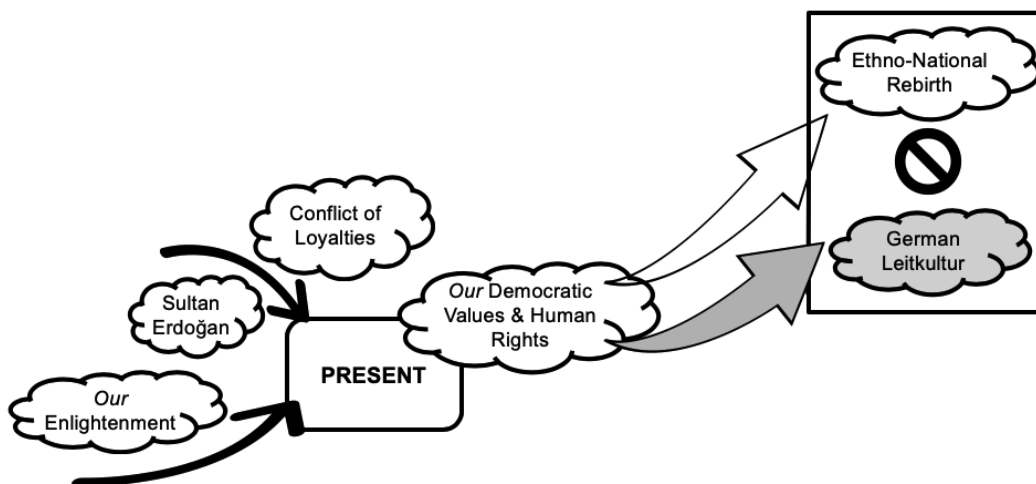 Ethno-National
Rebirth
Conflict of
Loyalties
German
Leitkultur
Our Democratic
Values & Human
Rights
Sultan
Erdoğan
PRESENT
Our
Enlightenment